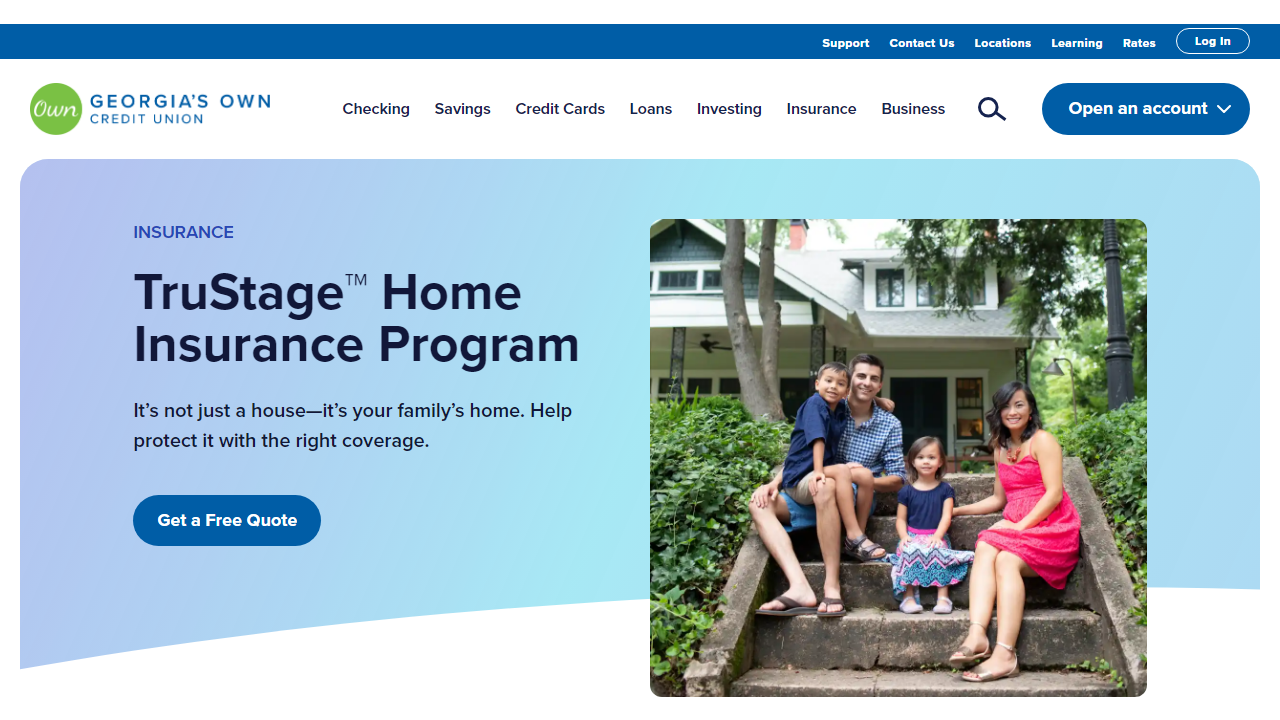 Support Contact Us Locations Learning Rates Log In
Own GEORGIA'S OWN
CREDIT UNION
Checking Savings Credit Cards Loans Investing Insurance Business Open an account
INSURANCE
TruStage™ Home
Insurance Program
It’s not just a house—it’s your family’s home. Help
protect it with the right coverage.
Get a Free Quote